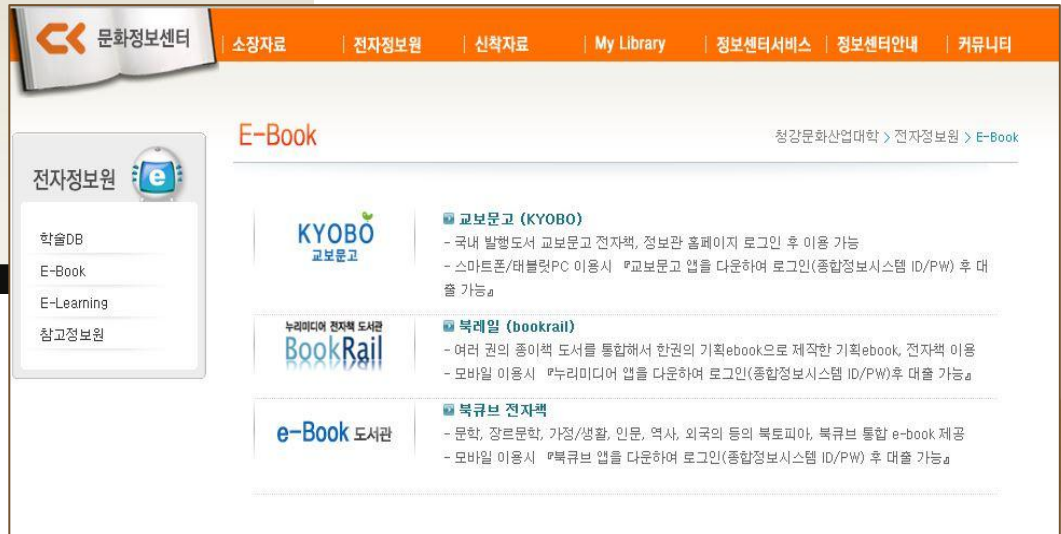 CK 문화정보센터
소장자료 전자정보원 신착자료 My Library 정보센터서비스 정보센터안내 커뮤니티
E-Book
청강문화산업대학 > 전자정보원 > E-Book
전자정보원 e
학술DB
E-Book
E-Learning
참고정보원
KYOBO
교보문고
교보문고 (KYOBO)
- 국내 발행도서 교보문고 전자책, 정보관 홈페이지 로그인 후 이용 가능
- 스마트폰/태블릿PC 이용시 『교보문고 앱을 다운하여 로그인(종합정보시스템 ID/PW) 후 대
출 가능』
누리미디어 전자책 도서관
BookRail
북레일 (bookrail)
- 여러 권의 종이책 도서를 통합해서 한권의 기획ebook으로 제작한 기획ebook, 전자책 이용
- 모바일 이용시 『누리미디어 앱을 다운하여 로그인(종합정보시스템 ID/PW)후 대출 가능』
e-Book 도서관
북큐브 전자책
- 문학, 장르문학, 가정/생활, 인문, 역사, 외국의 등의 북토피아, 북큐브 통합 e-book 제공
- 모바일 이용시 『북큐브 앱을 다운하여 로그인(종합정보시스템 ID/PW) 후 대출 가능』